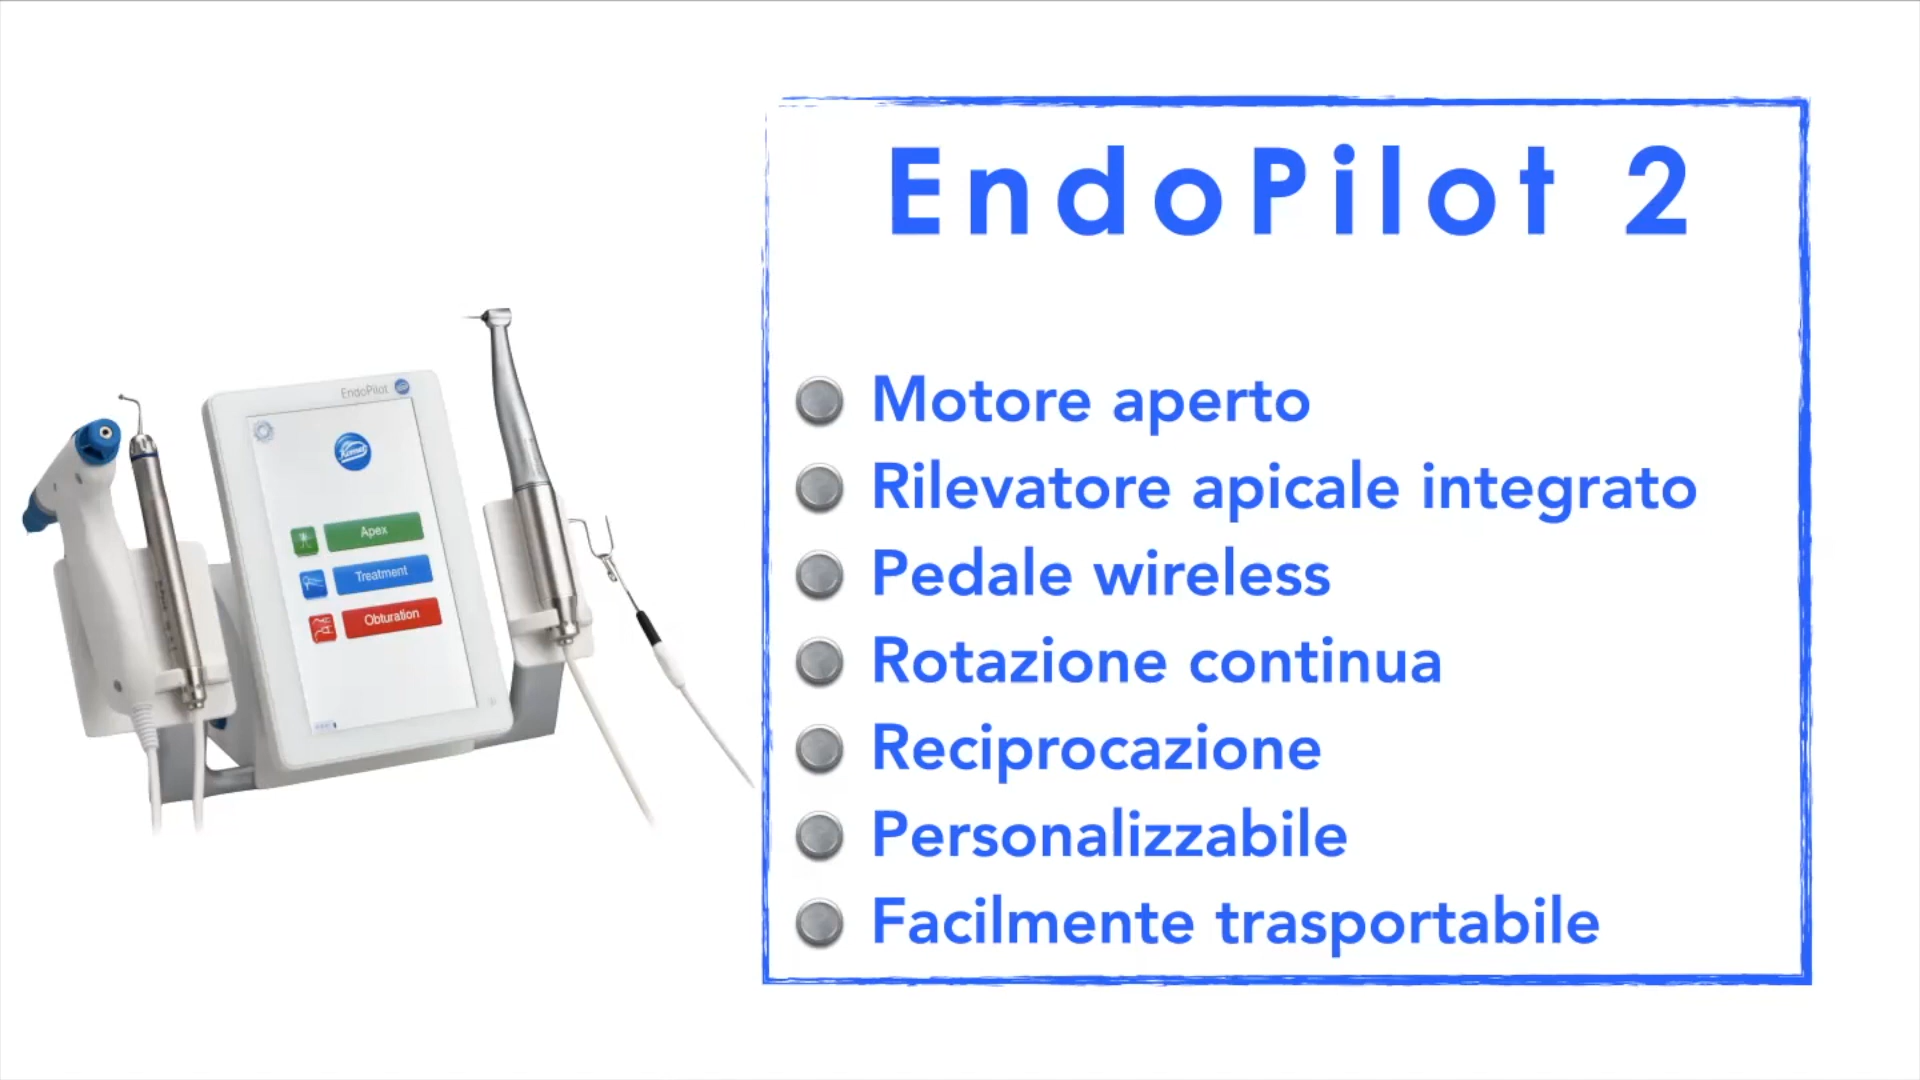 EndoPilot 2
Motore aperto
Rilevatore apicale integrato
Pedale wireless
Rotazione continua
Reciprocazione
Personalizzabile
Facilmente trasportabile
EndoPilot
Komet
Apex
Treatment
Obturation